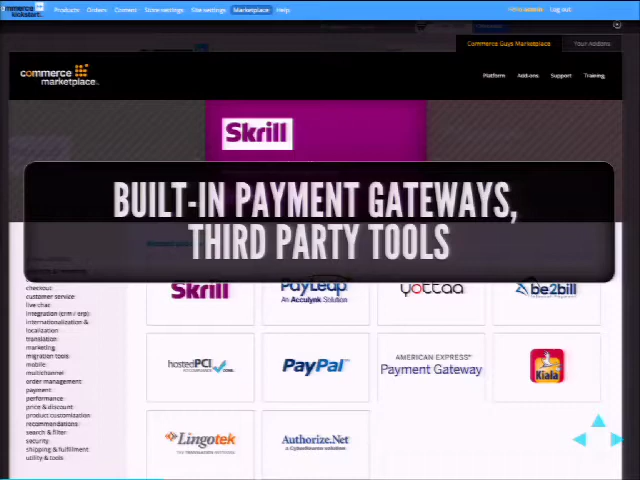 Products Orders Content Store settings Site settings Marketplace Help
Log out
Commerce Guys Marketplace Your Addons
commerce
marketplace
Platform Add-ons Support Training
Skrill
BUILT-IN PAYMENT GATEWAYS,
THIRD PARTY TOOLS
checkout
customer service
live chat
integration (crm / erp)
internationalization &
localization
translation
marketing
migration tools
mobile
multichannel
order management
payment
performance
price & discount
product customization
recommendations
search & filter
security
shipping & fulfillment
utility & tools
Skrill
PayLeap
An Acculynk Solution
yottaa
be2bill
hostedPCI
PayPal
AMERICAN EXPRESS
Payment Gateway
Kiala
Lingotek
Authorize.Net
a CyberSource solution